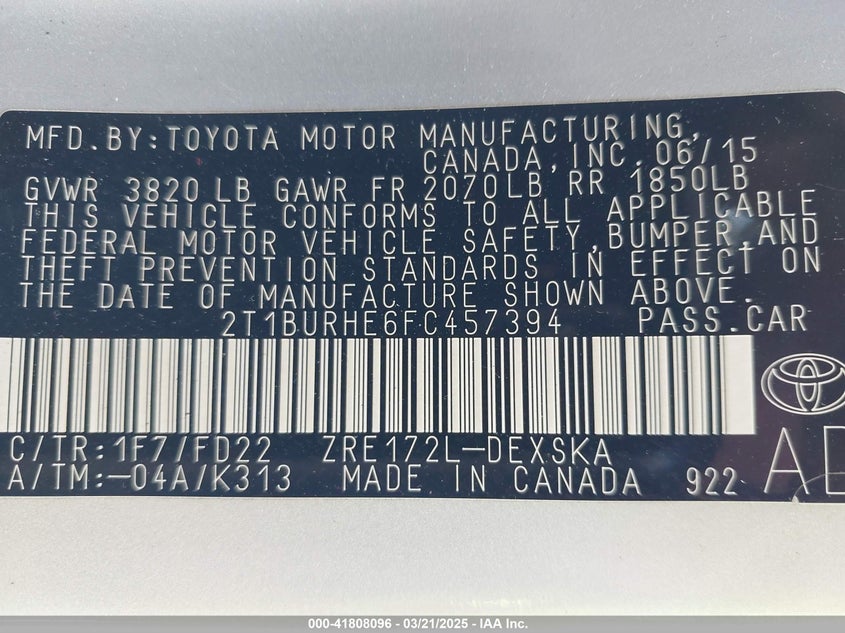 MFD.BY:TOYOTA MOTOR MANUFACTURING,
CANADA,INC.06/15
GVWR 3820LB GAWR FR 2070LB RR 1850LB
THIS VEHICLE CONFORMS TO ALL APPLICABLE
FEDERAL MOTOR VEHICLE SAFETY,BUMPER,AND
THEFT PREVENTION STANDARDS IN EFFECT ON
THE DATE OF MANUFACTURE SHOWN ABOVE.
2T1BURHE6FC457394 PASS.CAR
C/TR:1F7/FD22 ZRE172L-DEXSKA
A/TM:-04A/K313 MADE IN CANADA 922
000-41808096 - 03/21/2025 - IAA Inc.